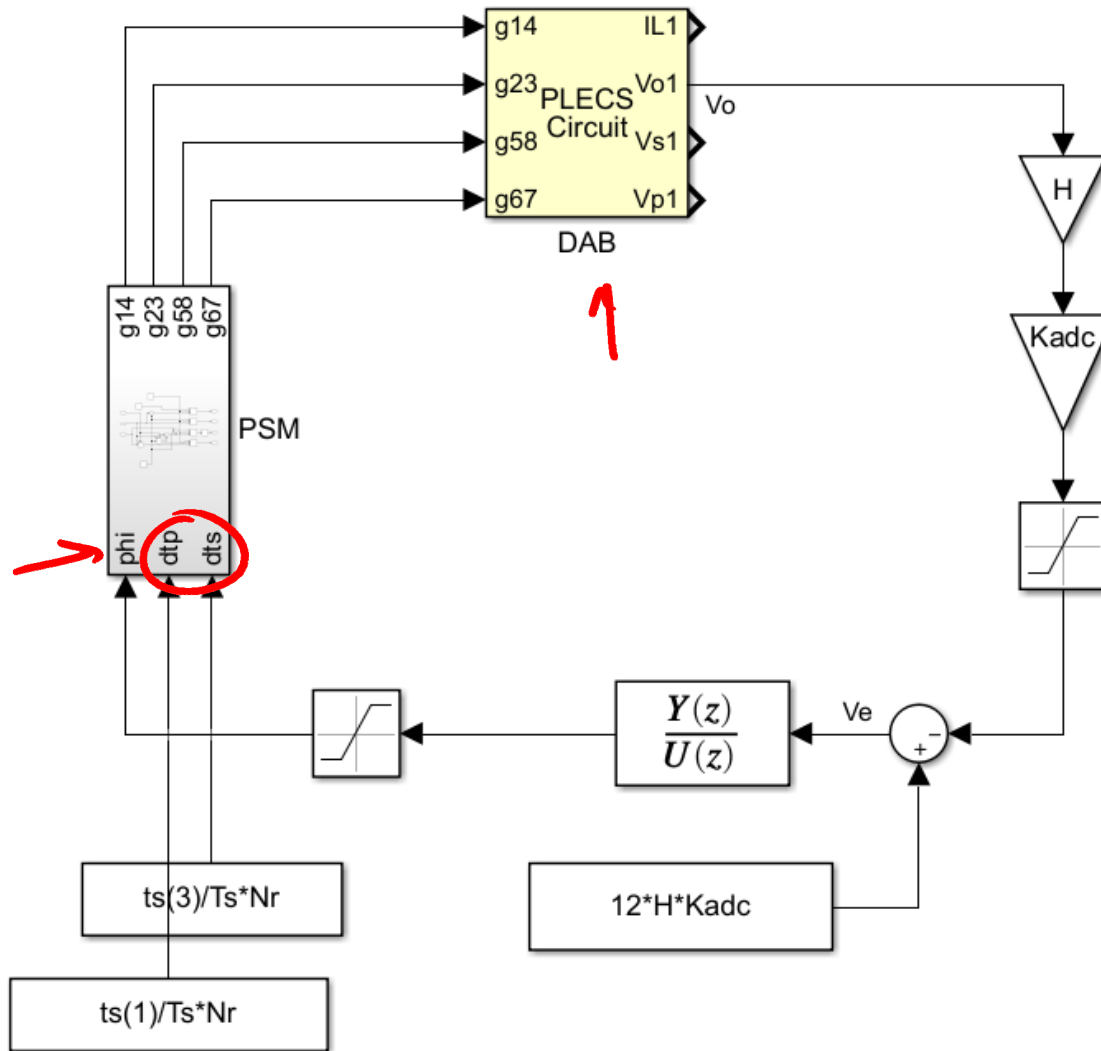 g14 IL1
g23 Vo1
PLECS
Circuit
g58 Vs1
g67 Vp1
DAB
Vo
H
Kadc
g14
g23
g58
g67
PSM
phi
dtp
dts
Y(z)
U(z)
Ve
+
−
ts(3)/Ts*Nr
12*H*Kadc
ts(1)/Ts*Nr